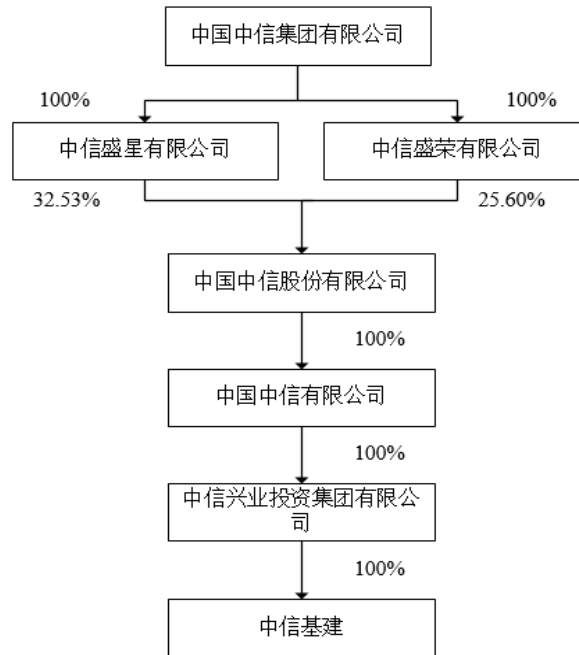 中国中信集团有限公司
100%
100%
中信盛星有限公司
中信盛荣有限公司
32.53%
25.60%
中国中信股份有限公司
100%
中国中信有限公司
100%
中信兴业投资集团有限公
司
100%
中信基建